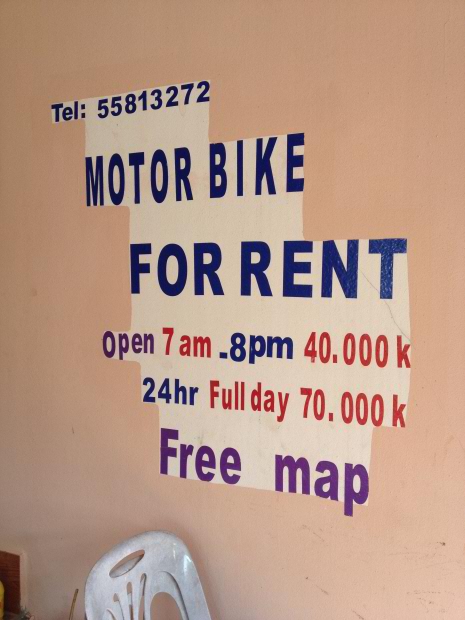 Tel: 55813272
MOTOR BIKE
FOR RENT
Open 7 am -8pm 40.000 k
24hr Full day 70.000 k
Free map